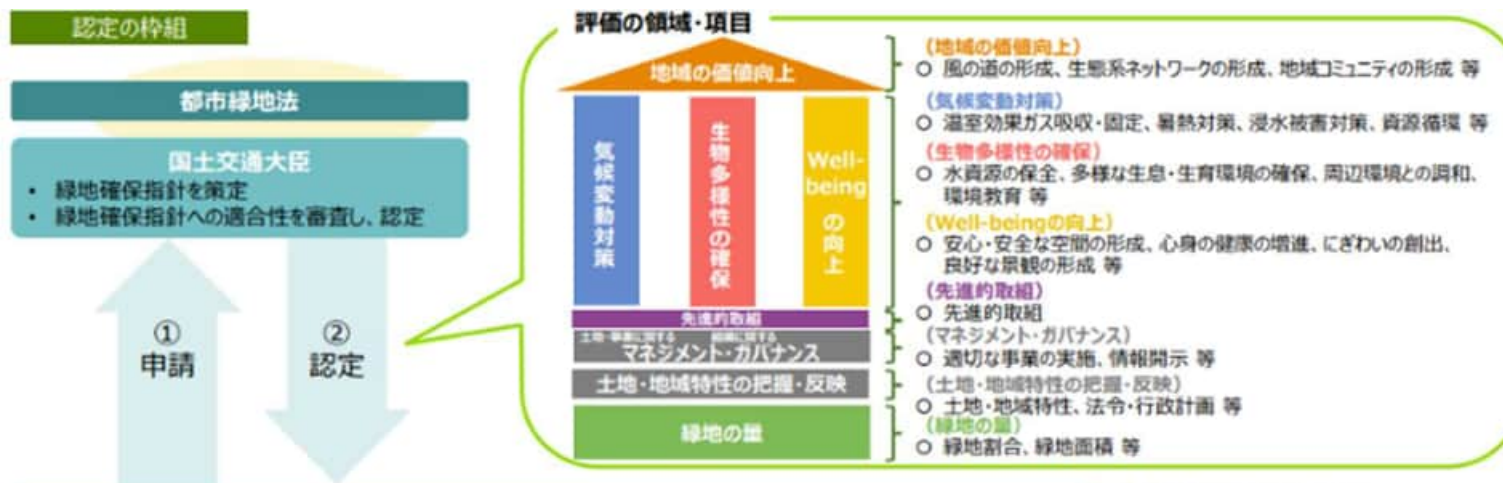 認定の枠組
都市緑地法
国土交通大臣
• 緑地確保指針を策定
• 緑地確保指針への適合性を審査し、認定
①
申請
②
認定
評価の領域・項目
地域の価値向上
気候変動対策
生物多様性の確保
Well-
being
の向上
先進的取組
土地・事業に関する 組織に関する
マネジメント・ガバナンス
土地・地域特性の把握・反映
緑地の量
(地域の価値向上)
○ 風の道の形成、生態系ネットワークの形成、地域コミュニティの形成 等
(気候変動対策)
○ 温室効果ガス吸収・固定、暑熱対策、浸水被害対策、資源循環 等
(生物多様性の確保)
○ 水資源の保全、多様な生息・生育環境の確保、周辺環境との調和、
環境教育 等
(Well-beingの向上)
○ 安心・安全な空間の形成、心身の健康の増進、にぎわいの創出、
良好な景観の形成 等
(先進的取組)
○ 先進的取組
(マネジメント・ガバナンス)
○ 適切な事業の実施、情報開示 等
(土地・地域特性の把握・反映)
○ 土地・地域特性、法令・行政計画 等
(緑地の量)
○ 緑地割合、緑地面積 等